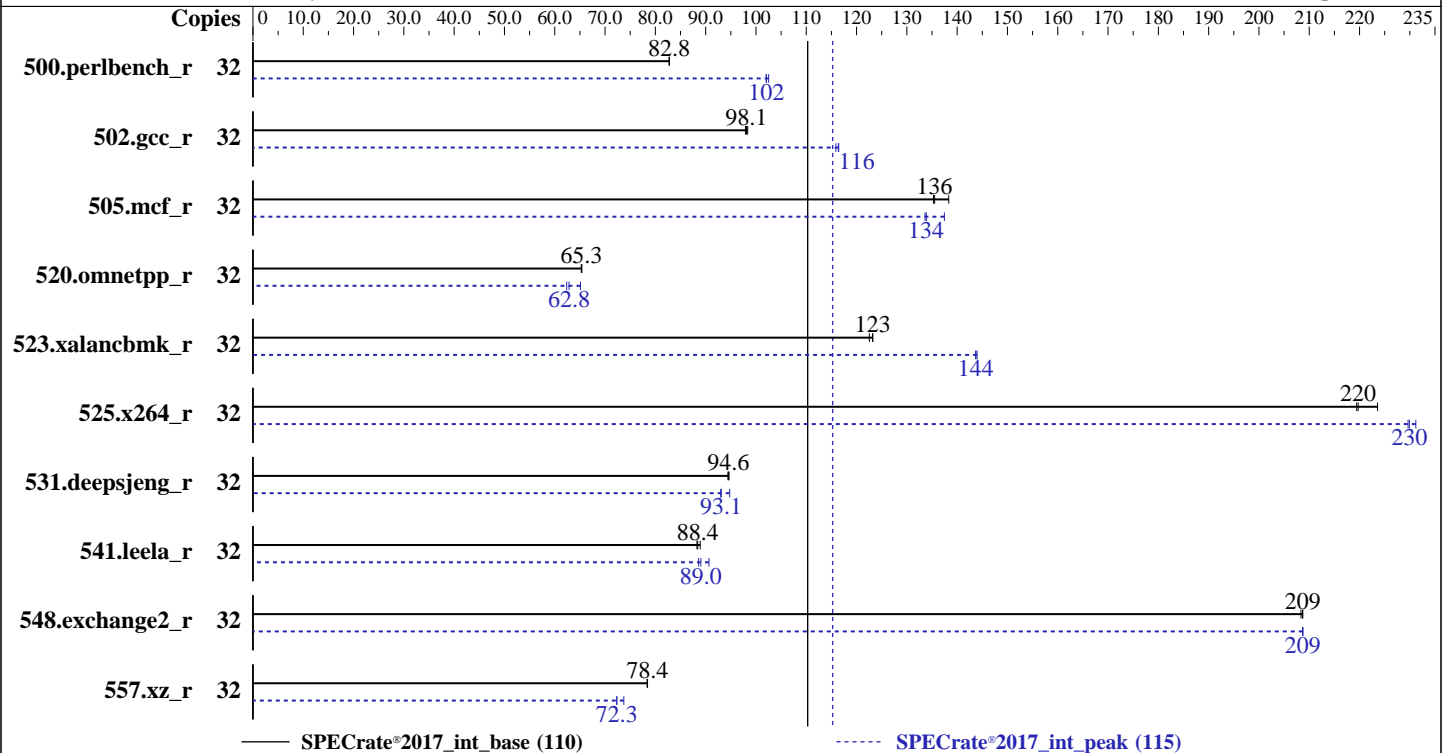 Copies 0 10.0 20.0 30.0 40.0 50.0 60.0 70.0 80.0 90.0 100 110 120 130 140 150 160 170 180 190 200 210 220 235
82.8
500.perlbench_r 32
102
98.1
502.gcc_r 32
116
136
505.mcf_r 32
134
65.3
520.omnetpp_r 32
62.8
123
523.xalancbmk_r 32
144
220
525.x264_r 32
230
94.6
531.deepsjeng_r 32
93.1
88.4
541.leela_r 32
89.0
209
548.exchange2_r 32
209
78.4
557.xz_r 32
72.3
SPECrate®2017_int_base (110) SPECrate®2017_int_peak (115)